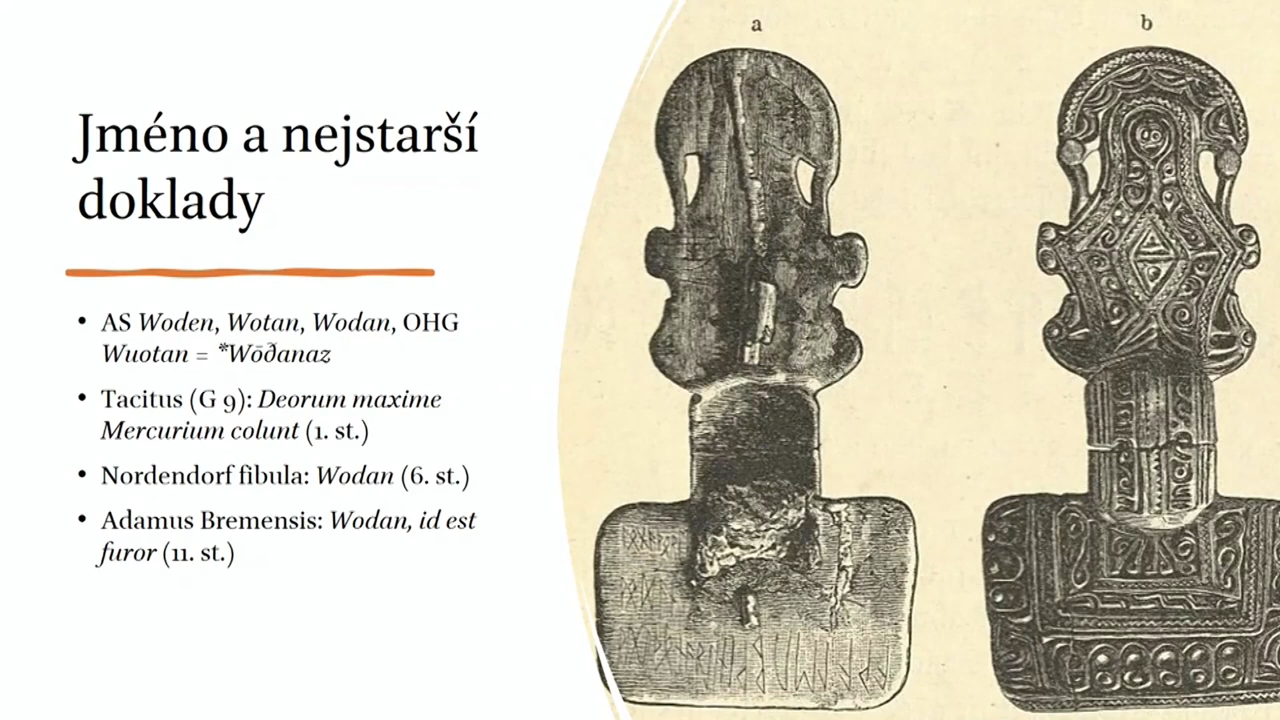 Jméno a nejstarší
doklady
• AS Woden, Wotan, Wodan, OHG
Wuotan = *Wōðanaz
• Tacitus (G 9): Deorum maxime
Mercurium colunt (1. st.)
• Nordendorf fibula: Wodan (6. st.)
• Adamus Bremensis: Wodan, id est
furor (11. st.)
a
b